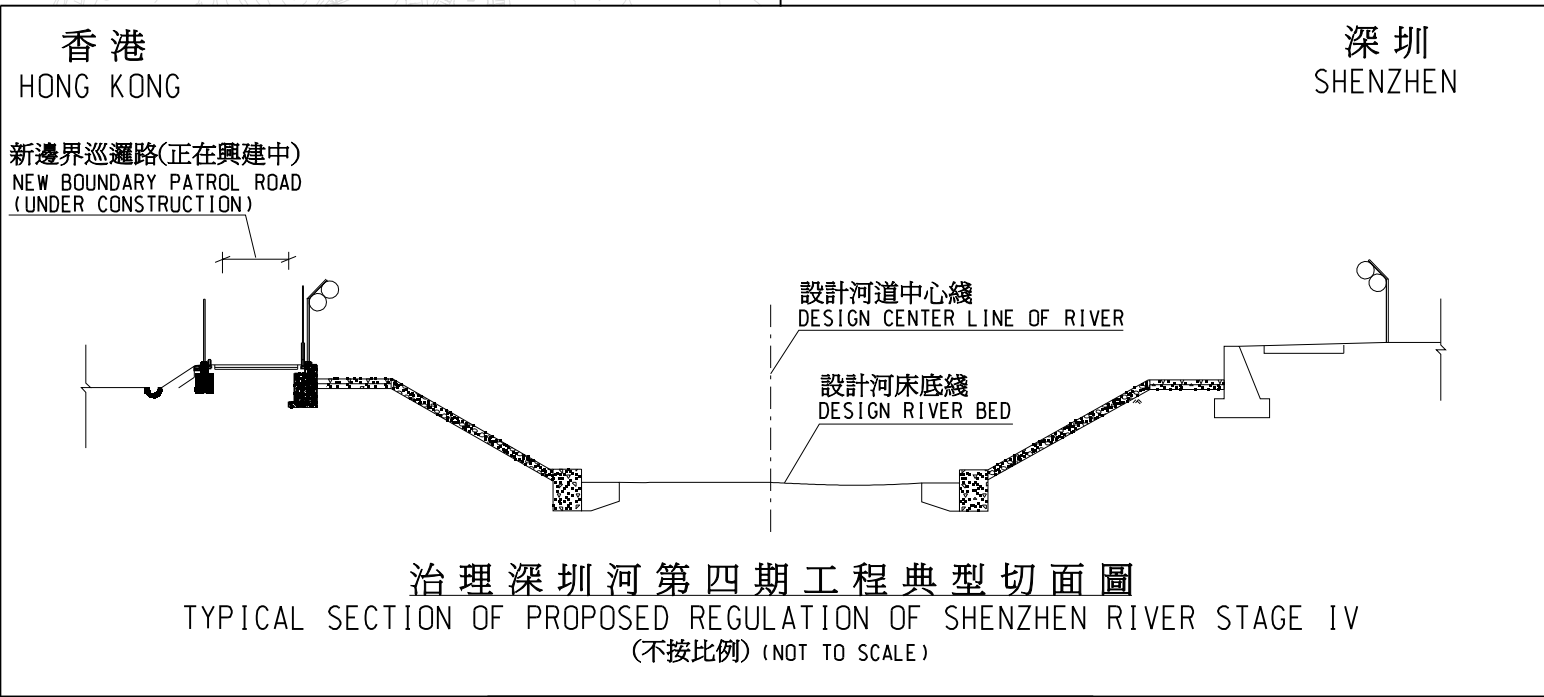 香港
HONG KONG
深圳
SHENZHEN
新邊界巡邏路(正在興建中)
NEW BOUNDARY PATROL ROAD
(UNDER CONSTRUCTION)
設計河道中心綫
DESIGN CENTER LINE OF RIVER
設計河床底綫
DESIGN RIVER BED
治理深圳河第四期工程典型切面圖
TYPICAL SECTION OF PROPOSED REGULATION OF SHENZHEN RIVER STAGE IV
(不按比例) (NOT TO SCALE)